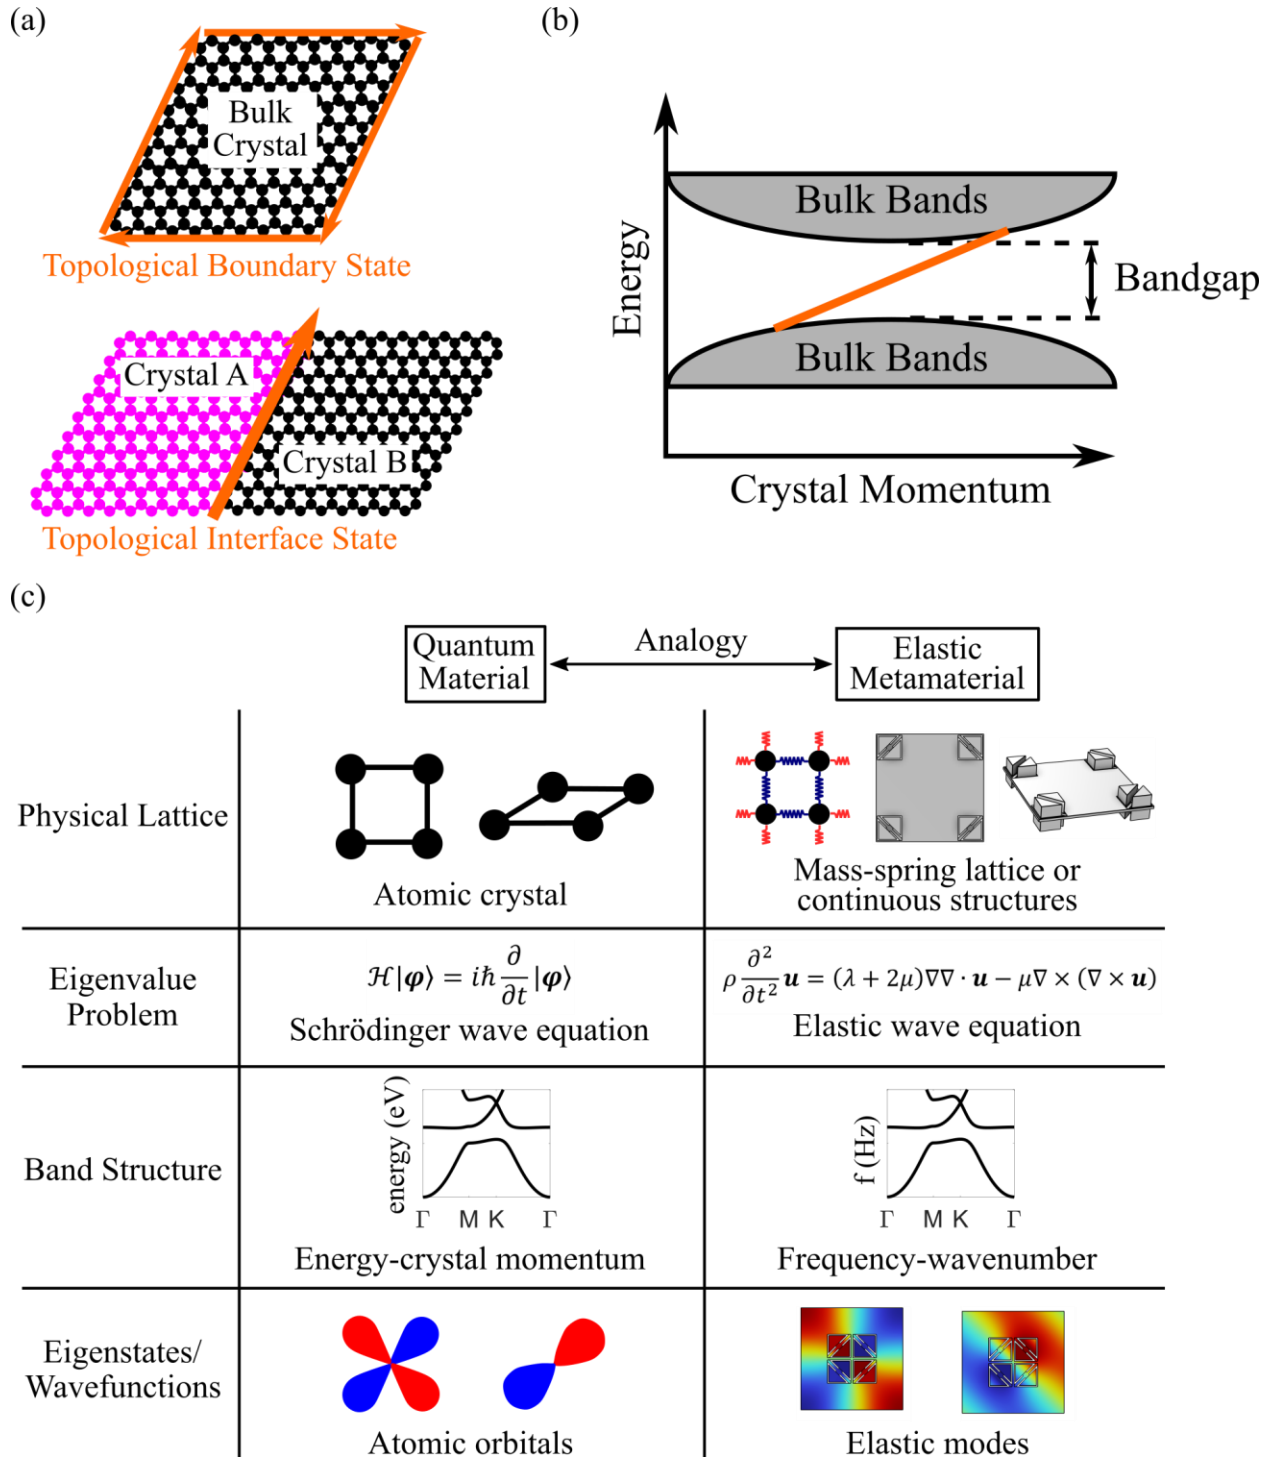 (a)
Bulk
Crystal
Topological Boundary State
Crystal A
Crystal B
Topological Interface State
(b)
Energy
Bulk Bands
Bandgap
Bulk Bands
Crystal Momentum
(c)
Quantum
Material
Analogy
Elastic
Metamaterial
Physical Lattice
Atomic crystal
Mass-spring lattice or
continuous structures
Eigenvalue
Problem
ℋ|𝝋⟩ = iℏ ∂/∂t |𝝋⟩
Schrödinger wave equation
ρ ∂²/∂t² 𝒖 = (λ + 2μ)∇∇ · 𝒖 − μ∇ × (∇ × 𝒖)
Elastic wave equation
Band Structure
energy (eV)
Γ M K Γ
Energy-crystal momentum
f (Hz)
Γ M K Γ
Frequency-wavenumber
Eigenstates/
Wavefunctions
Atomic orbitals
Elastic modes